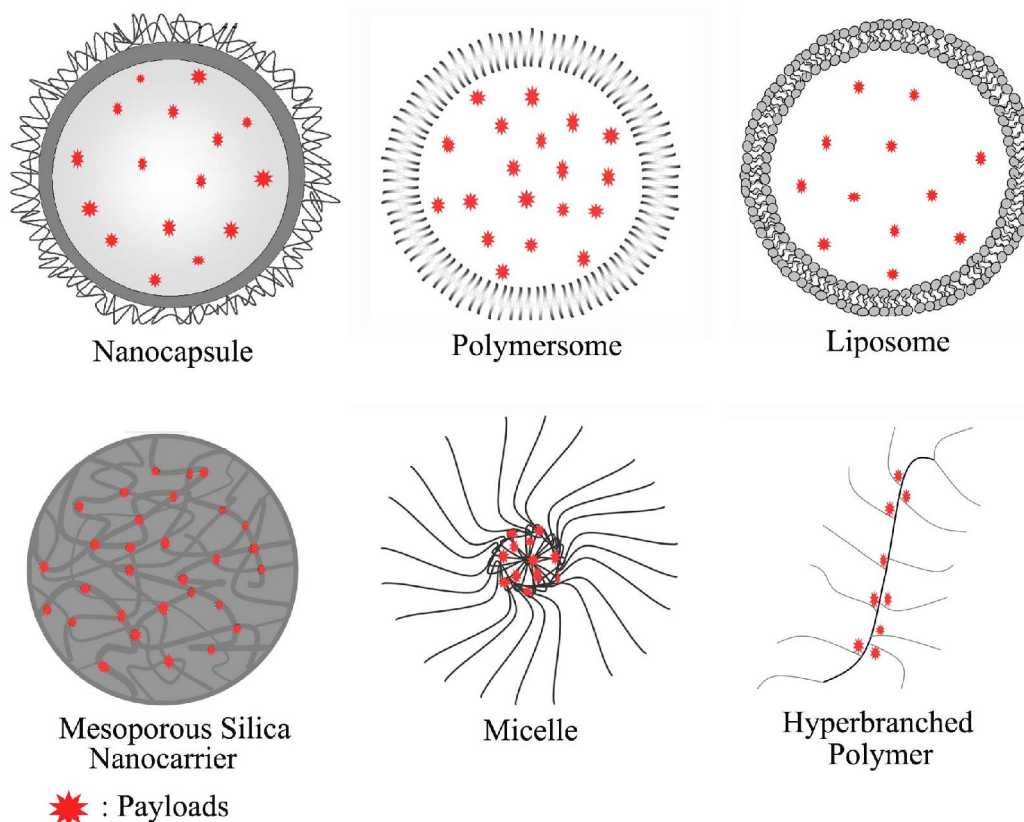 Nanocapsule
Polymersome
Liposome
Mesoporous Silica
Nanocarrier
Micelle
Hyperbranched
Polymer
: Payloads